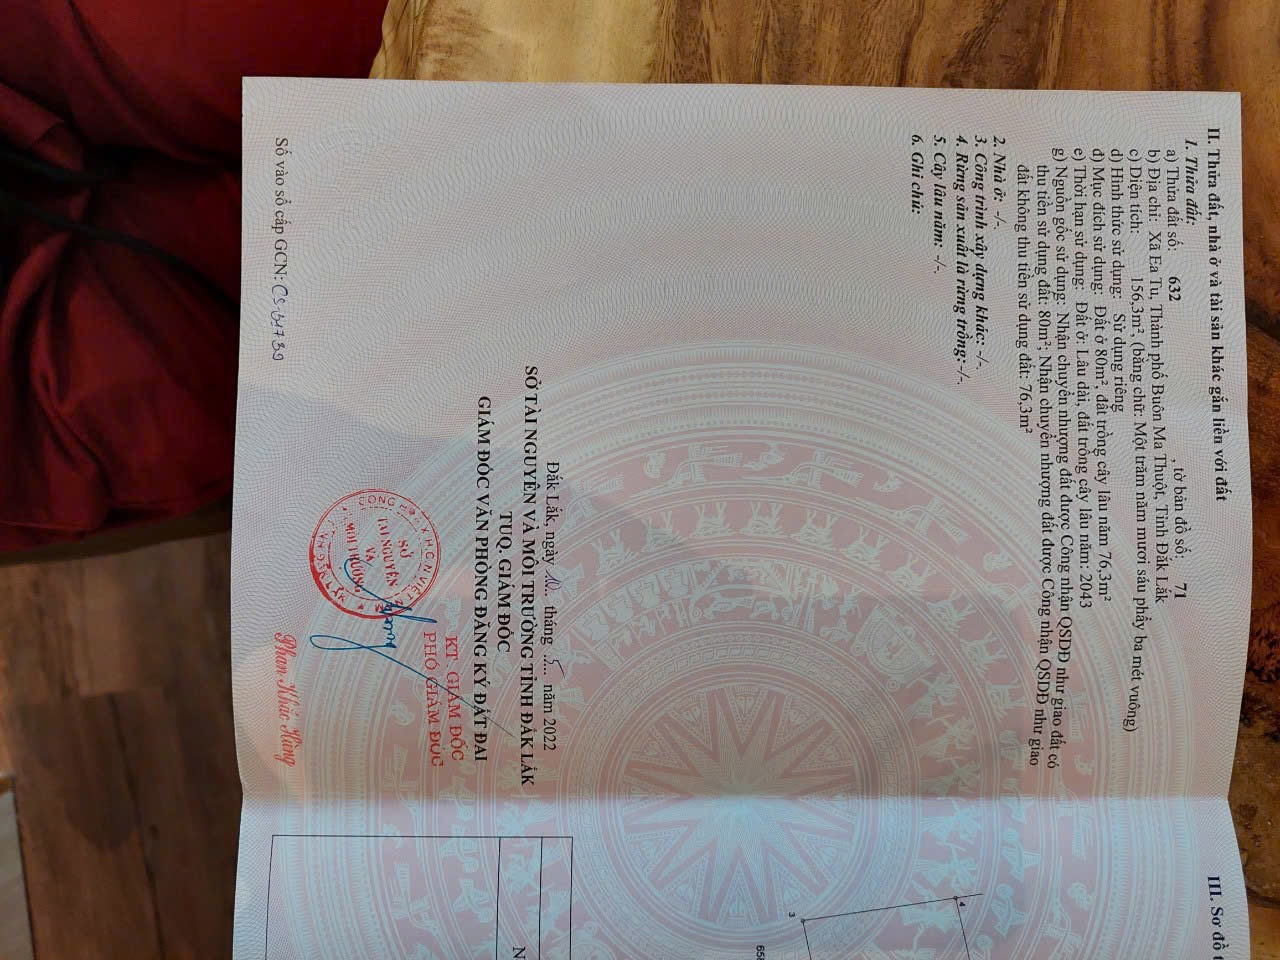 II. Thửa đất, nhà ở và tài sản khác gắn liền với đất
1. Thửa đất:
a) Thửa đất số: 632 , tờ bản đồ số: 71
b) Địa chỉ: Xã Ea Tu, Thành phố Buôn Ma Thuột, Tỉnh Đắk Lắk
c) Diện tích: 156,3m², (bằng chữ: Một trăm năm mươi sáu phẩy ba mét vuông)
d) Hình thức sử dụng: Sử dụng riêng
đ) Mục đích sử dụng: Đất ở 80m², đất trồng cây lâu năm 76,3m²
e) Thời hạn sử dụng: Đất ở: Lâu dài, đất trồng cây lâu năm: 2043
g) Nguồn gốc sử dụng: Nhận chuyển nhượng đất được Công nhận QSDĐ như giao đất có
thu tiền sử dụng đất: 80m²; Nhận chuyển nhượng đất được Công nhận QSDĐ như giao
đất không thu tiền sử dụng đất: 76,3m²
2. Nhà ở: -/-.
3. Công trình xây dựng khác: -/-.
4. Rừng sản xuất là rừng trồng: -/-.
5. Cây lâu năm: -/-.
6. Ghi chú:
Đắk Lắk, ngày 10 tháng 5 năm 2022
SỞ TÀI NGUYÊN VÀ MÔI TRƯỜNG TỈNH ĐẮK LẮK
TUQ. GIÁM ĐỐC
GIÁM ĐỐC VĂN PHÒNG ĐĂNG KÝ ĐẤT ĐAI
KT. GIÁM ĐỐC
PHÓ GIÁM ĐỐC
SỞ
TÀI NGUYÊN
VÀ
MÔI TRƯỜNG
Phan Khắc Hùng
Số vào sổ cấp GCN:
III. Sơ đồ
4
3
N